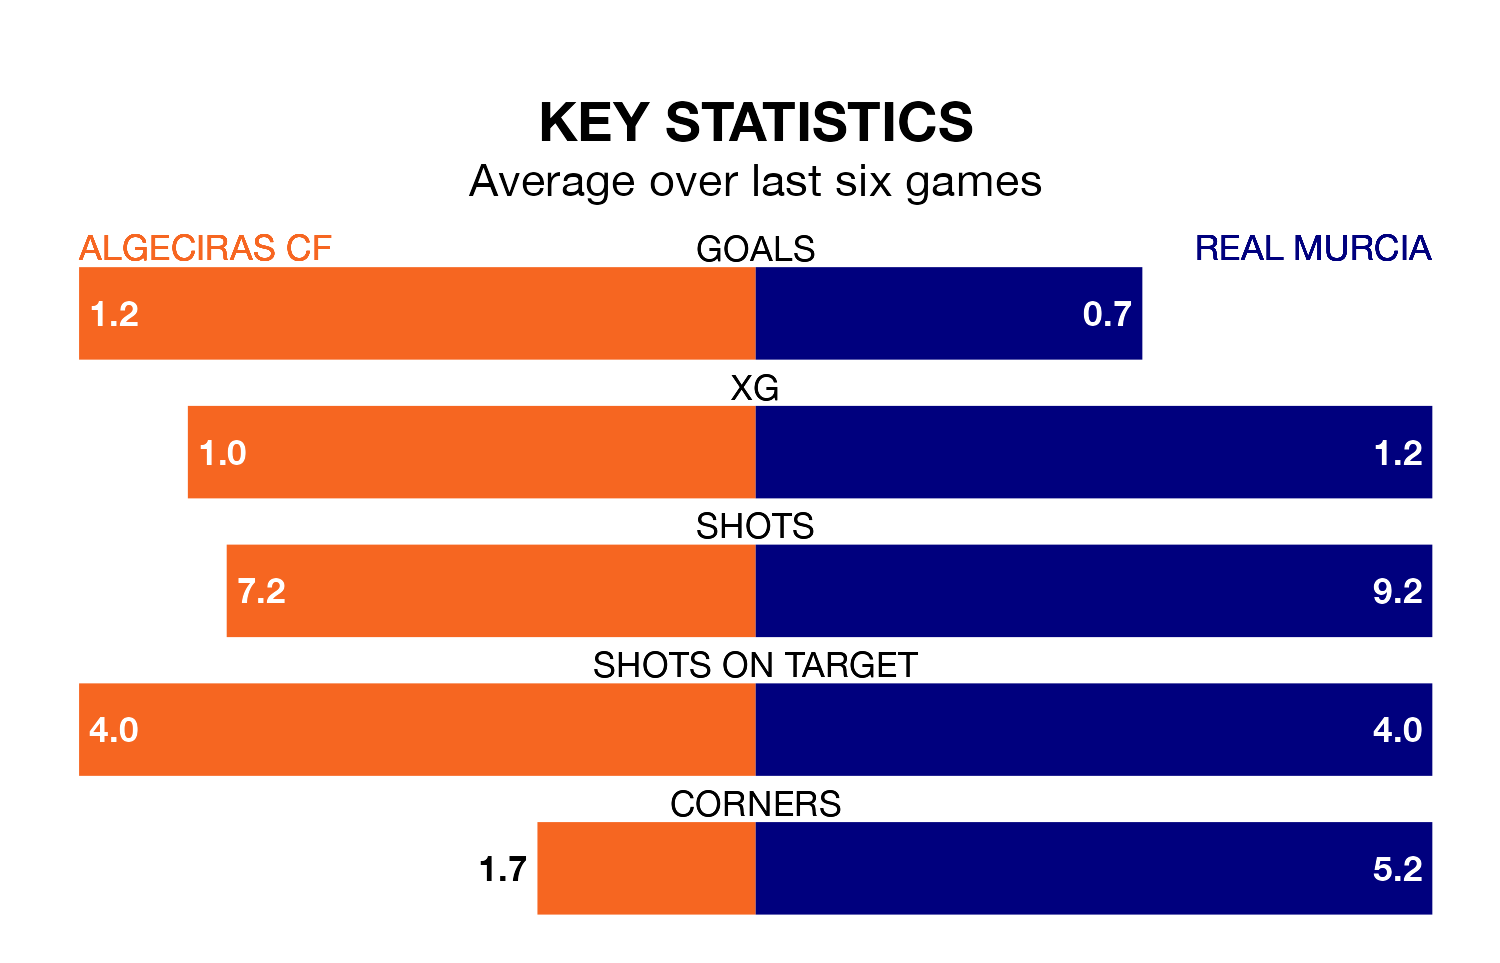 KEY STATISTICS
Average over last six games
ALGECIRAS CF GOALS REAL MURCIA
1.2 0.7
XG
1.0 1.2
SHOTS
7.2 9.2
SHOTS ON TARGET
4.0 4.0
CORNERS
1.7 5.2